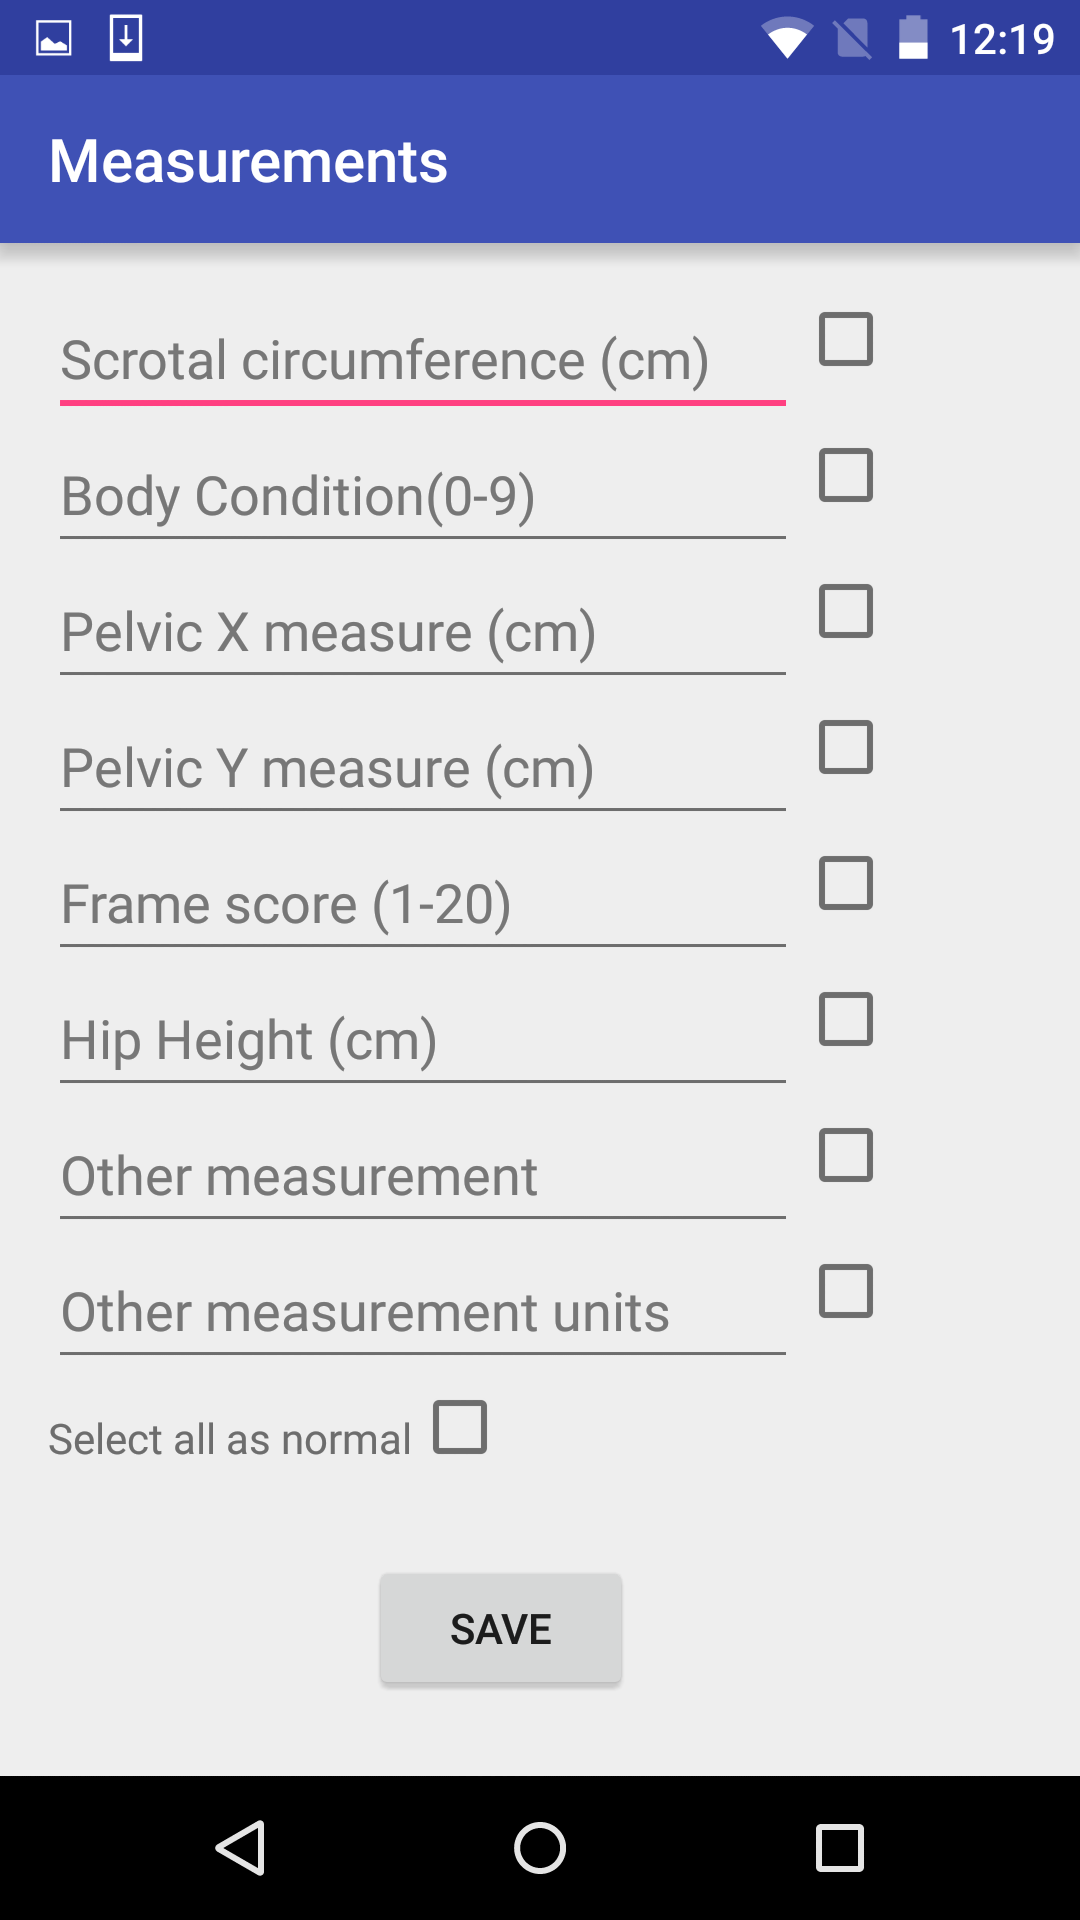 12:19
Measurements
Scrotal circumference (cm)
Body Condition(0-9)
Pelvic X measure (cm)
Pelvic Y measure (cm)
Frame score (1-20)
Hip Height (cm)
Other measurement
Other measurement units
Select all as normal
SAVE